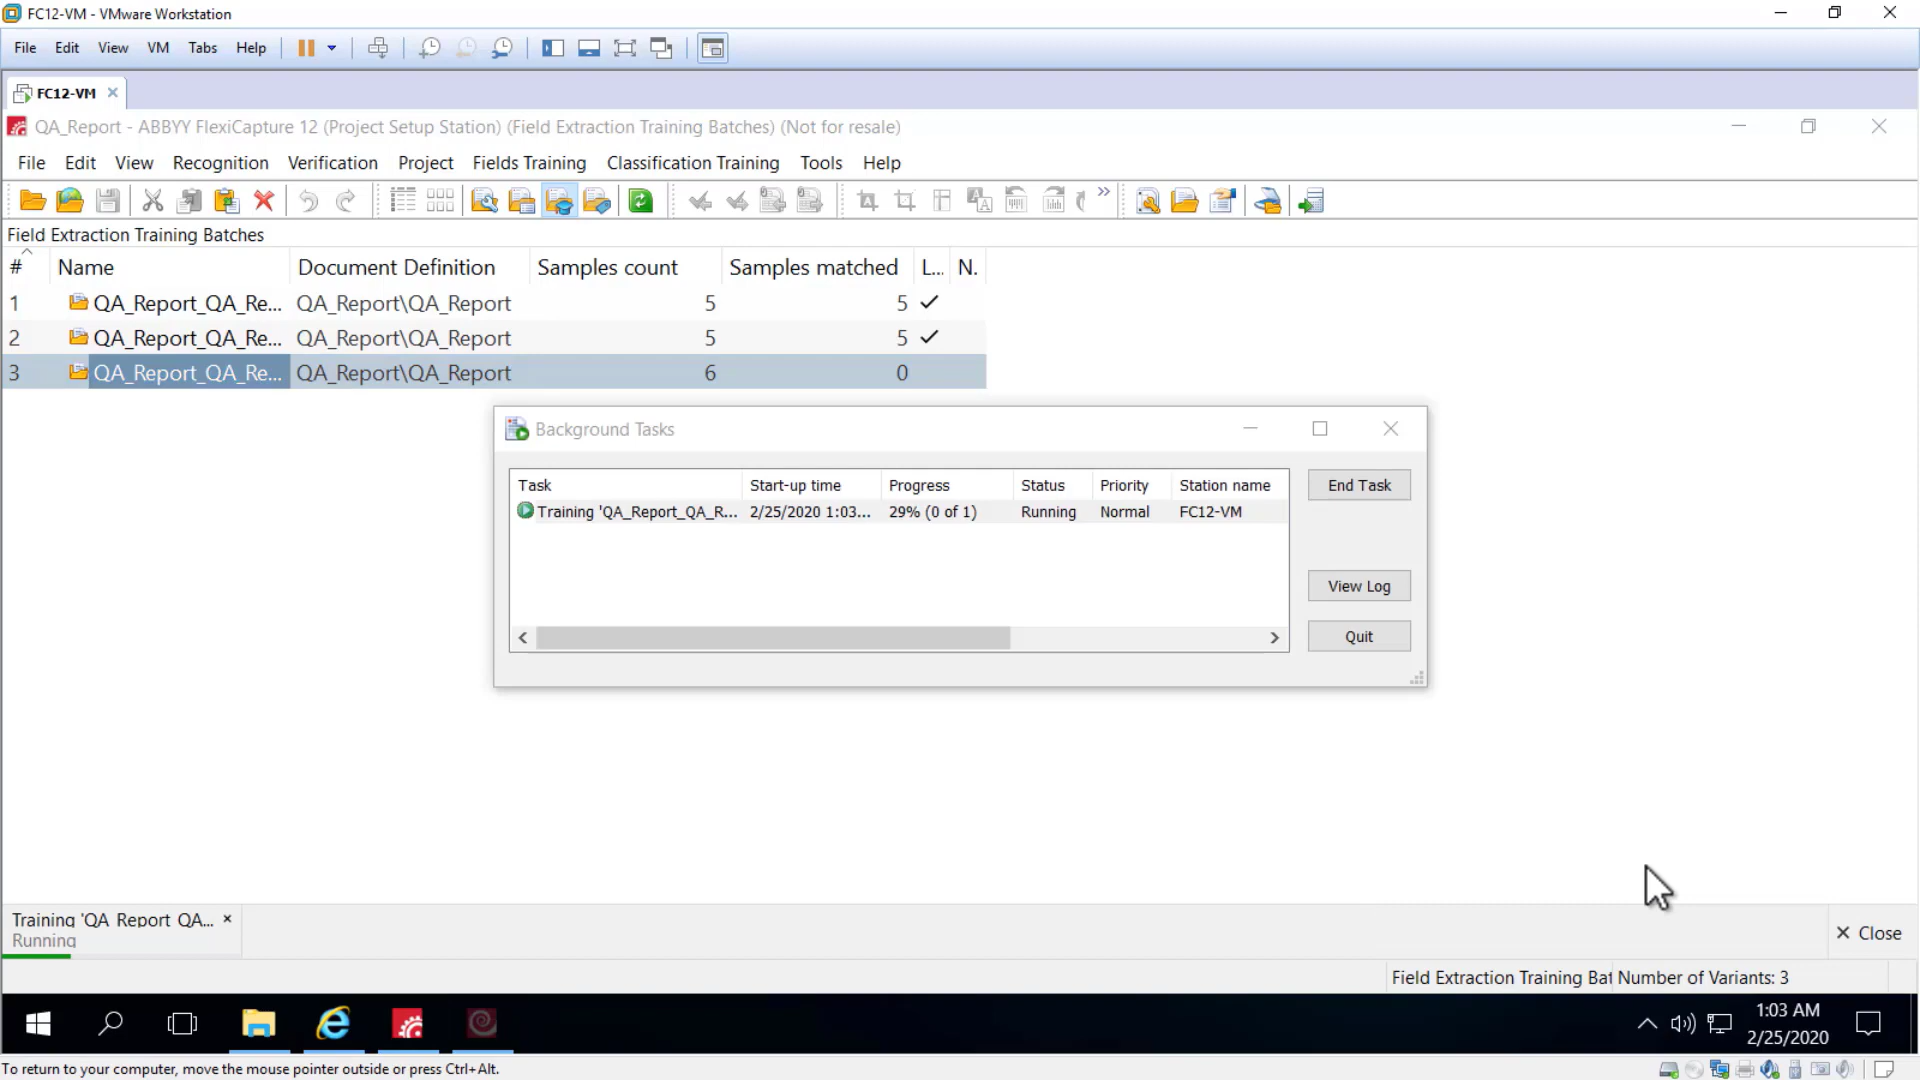 FC12-VM - VMware Workstation
File Edit View VM Tabs Help
FC12-VM
QA_Report - ABBYY FlexiCapture 12 (Project Setup Station) (Field Extraction Training Batches) (Not for resale)
File Edit View Recognition Verification Project Fields Training Classification Training Tools Help
Field Extraction Training Batches
# Name Document Definition Samples count Samples matched L... N.
1 QA_Report_QA_Re... QA_Report\QA_Report 5 5
2 QA_Report_QA_Re... QA_Report\QA_Report 5 5
3 QA_Report_QA_Re... QA_Report\QA_Report 6 0
Background Tasks
Task Start-up time Progress Status Priority Station name
Training 'QA_Report_QA_R... 2/25/2020 1:03... 29% (0 of 1) Running Normal FC12-VM
End Task
View Log
Quit
Training 'QA_Report_QA...
Running
Close
Field Extraction Training Bat Number of Variants: 3
1:03 AM
2/25/2020
To return to your computer, move the mouse pointer outside or press Ctrl+Alt.